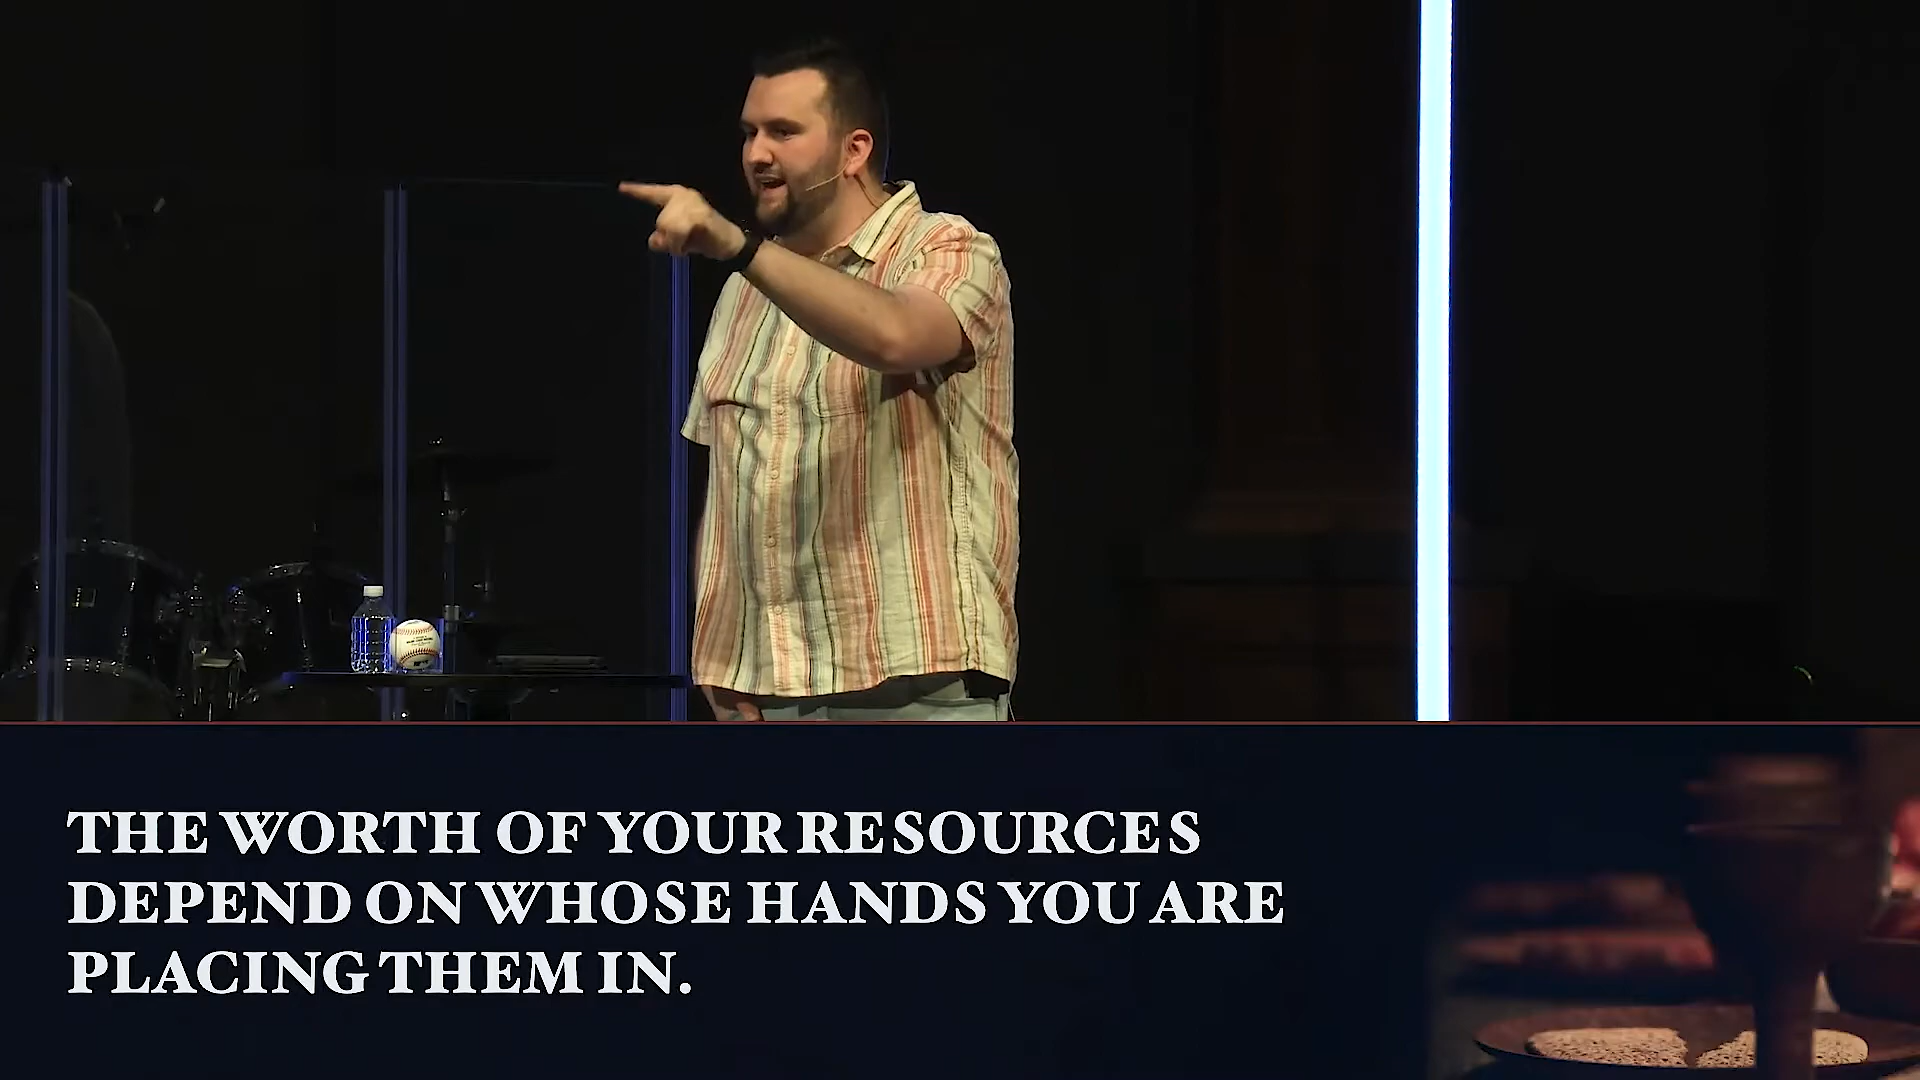 THE WORTH OF YOUR RESOURCES
DEPEND ON WHOSE HANDS YOU ARE
PLACING THEM IN.